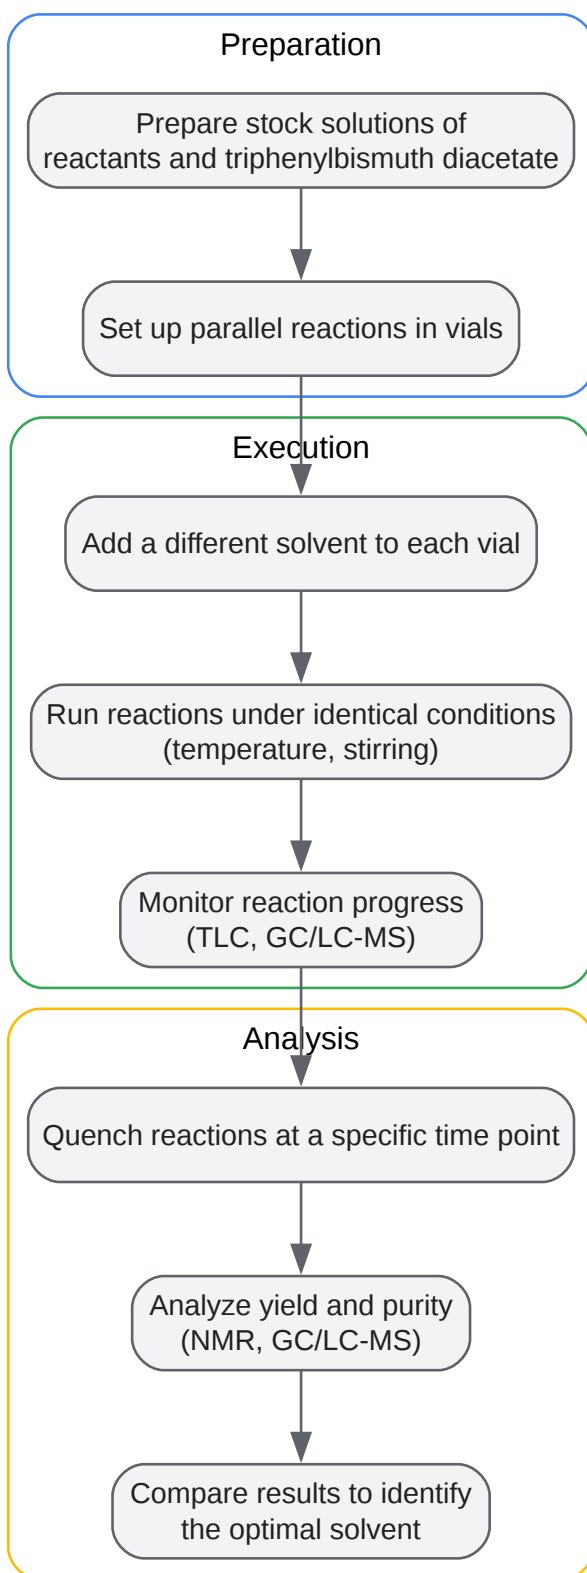 Preparation
Prepare stock solutions of
reactants and triphenylbismuth diacetate
Set up parallel reactions in vials
Execution
Add a different solvent to each vial
Run reactions under identical conditions
(temperature, stirring)
Monitor reaction progress
(TLC, GC/LC-MS)
Analysis
Quench reactions at a specific time point
Analyze yield and purity
(NMR, GC/LC-MS)
Compare results to identify
the optimal solvent